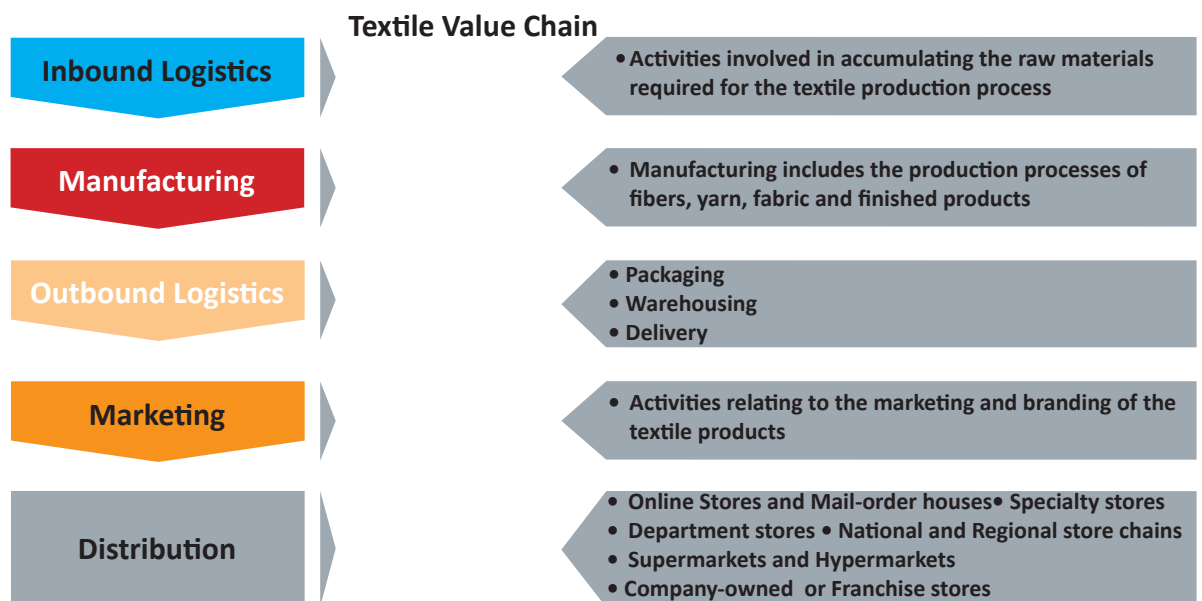 Textile Value Chain
Inbound Logistics
• Activities involved in accumulating the raw materials
required for the textile production process
Manufacturing
• Manufacturing includes the production processes of
fibers, yarn, fabric and finished products
Outbound Logistics
• Packaging
• Warehousing
• Delivery
Marketing
• Activities relating to the marketing and branding of the
textile products
Distribution
• Online Stores and Mail-order houses• Specialty stores
• Department stores • National and Regional store chains
• Supermarkets and Hypermarkets
• Company-owned or Franchise stores